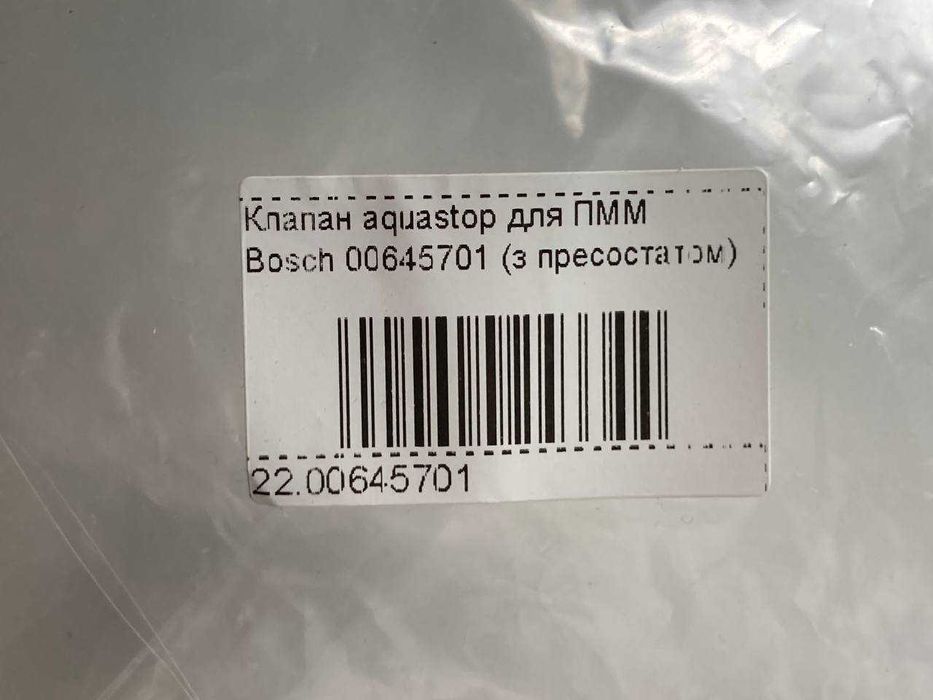 Клапан aquastop для ПММ
Bosch 00645701 (з пресостатом)
22.00645701